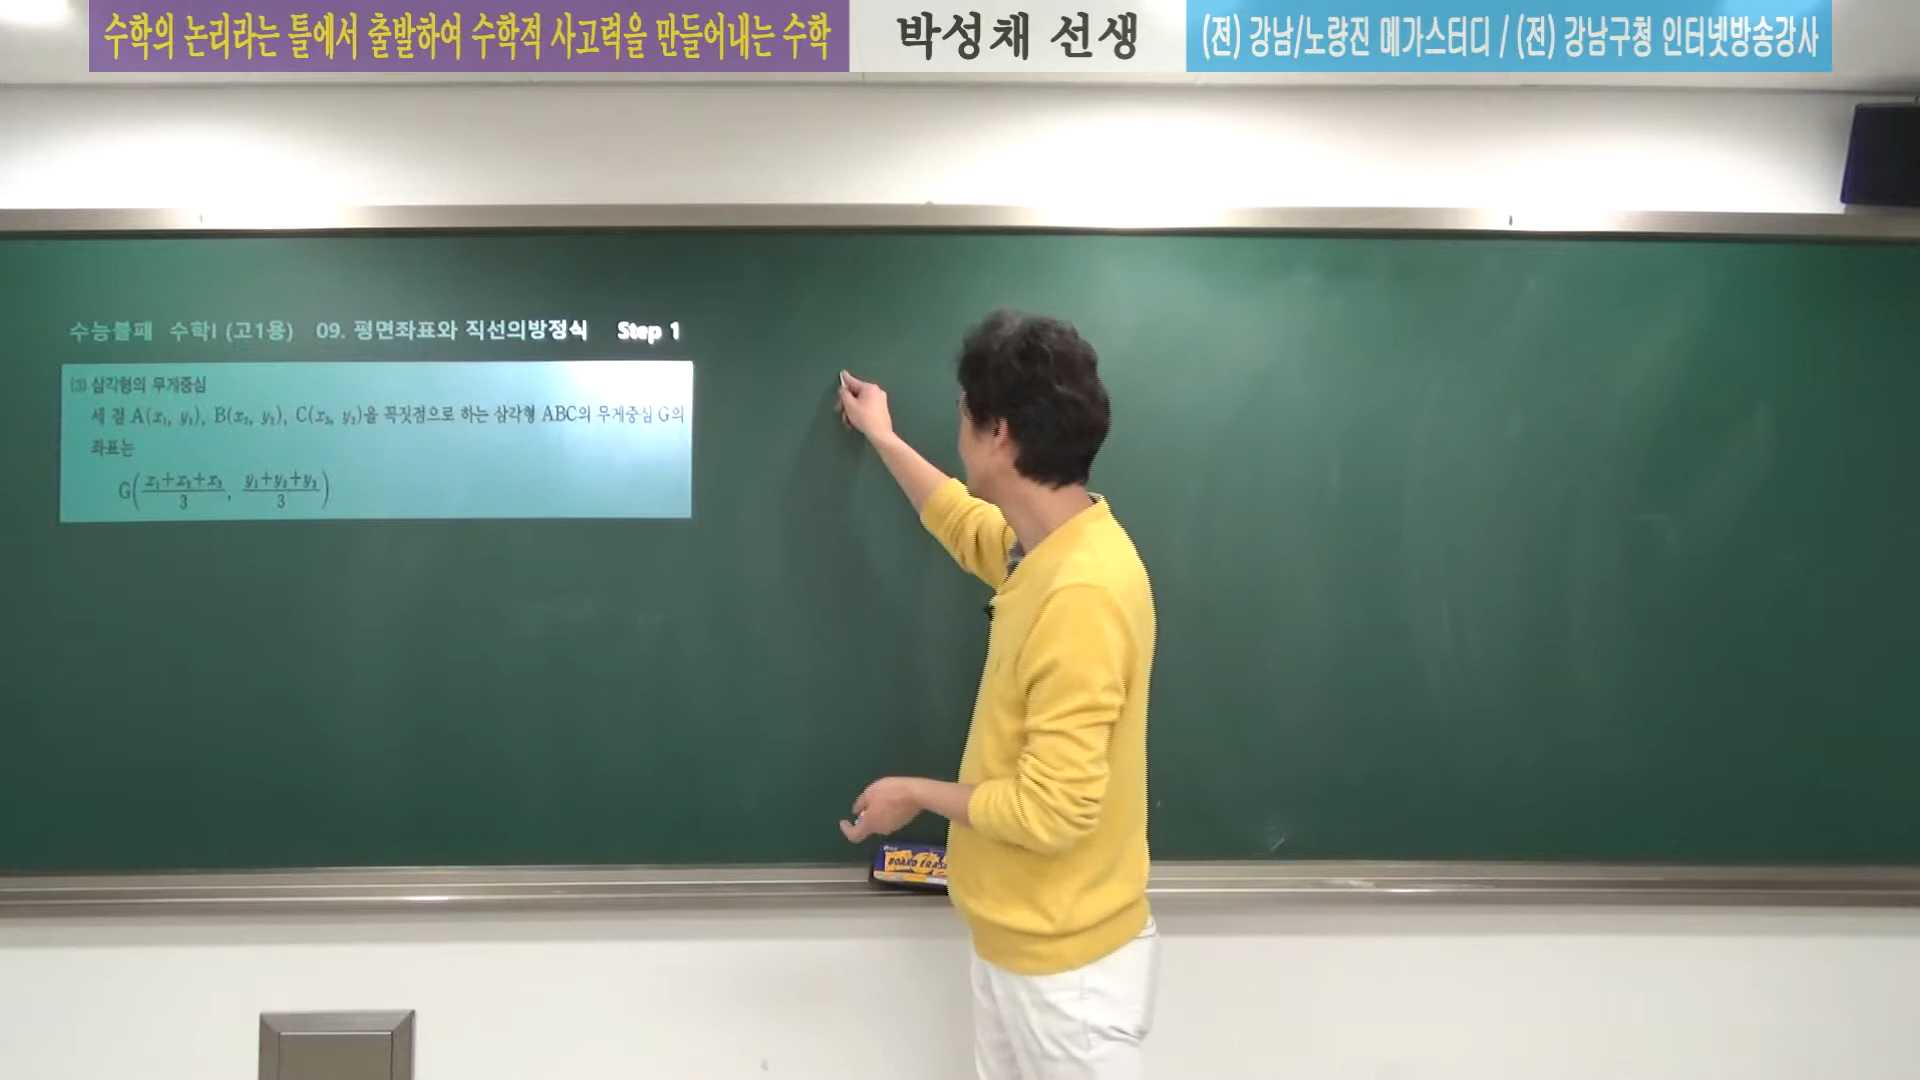 수학의 논리라는 틀에서 출발하여 수학적 사고력을 만들어내는 수학
박성채 선생
(전) 강남/노량진 메가스터디 / (전) 강남구청 인터넷방송강사
수능불패 수학I (고1용) 09. 평면좌표와 직선의방정식 Step 1
(3) 삼각형의 무게중심
세 점 A(x₁, y₁), B(x₂, y₂), C(x₃, y₃)을 꼭짓점으로 하는 삼각형 ABC의 무게중심 G의
좌표는
G((x₁+x₂+x₃)/3, (y₁+y₂+y₃)/3)
BOARD ERASER